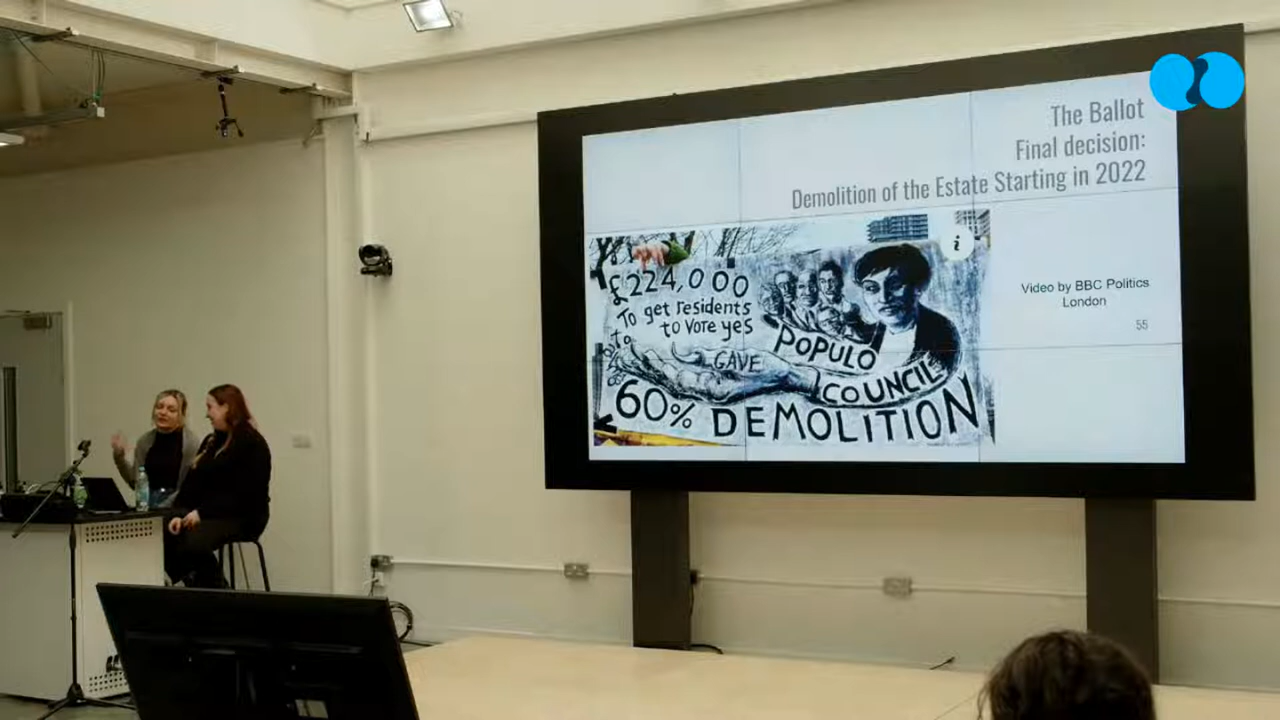 The Ballot
Final decision:
Demolition of the Estate Starting in 2022
£224,000
To get residents
to vote yes
GAVE
POPULO
COUNCIL
60% DEMOLITION
i
Video by BBC Politics
London
55